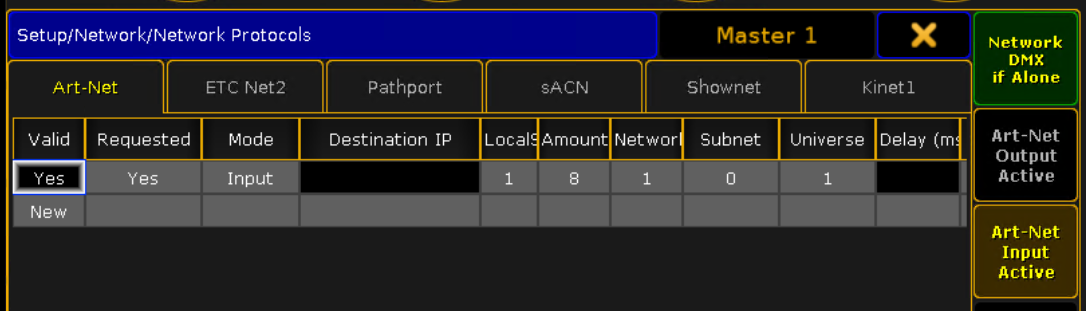 Setup/Network/Network Protocols
Master 1
Network
DMX
if Alone
Art-Net ETC Net2 Pathport sACN Shownet Kinet1
Valid Requested Mode Destination IP LocalS Amount Network Subnet Universe Delay (ms
Yes Yes Input 1 8 1 0 1
New
Art-Net
Output
Active
Art-Net
Input
Active